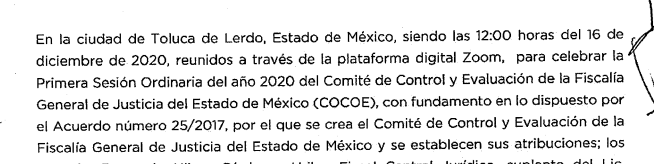 En la ciudad de Toluca de Lerdo, Estado de México, siendo las 12:00 horas del 16 de
diciembre de 2020, reunidos a través de la plataforma digital Zoom, para celebrar la
Primera Sesión Ordinaria del año 2020 del Comité de Control y Evaluación de la Fiscalía
General de Justicia del Estado de México (COCOE), con fundamento en lo dispuesto por
el Acuerdo número 25/2017, por el que se crea el Comité de Control y Evaluación de la
Fiscalía General de Justicia del Estado de México y se establecen sus atribuciones; los
Fiscal Central Jurídico, suplente del Lic.